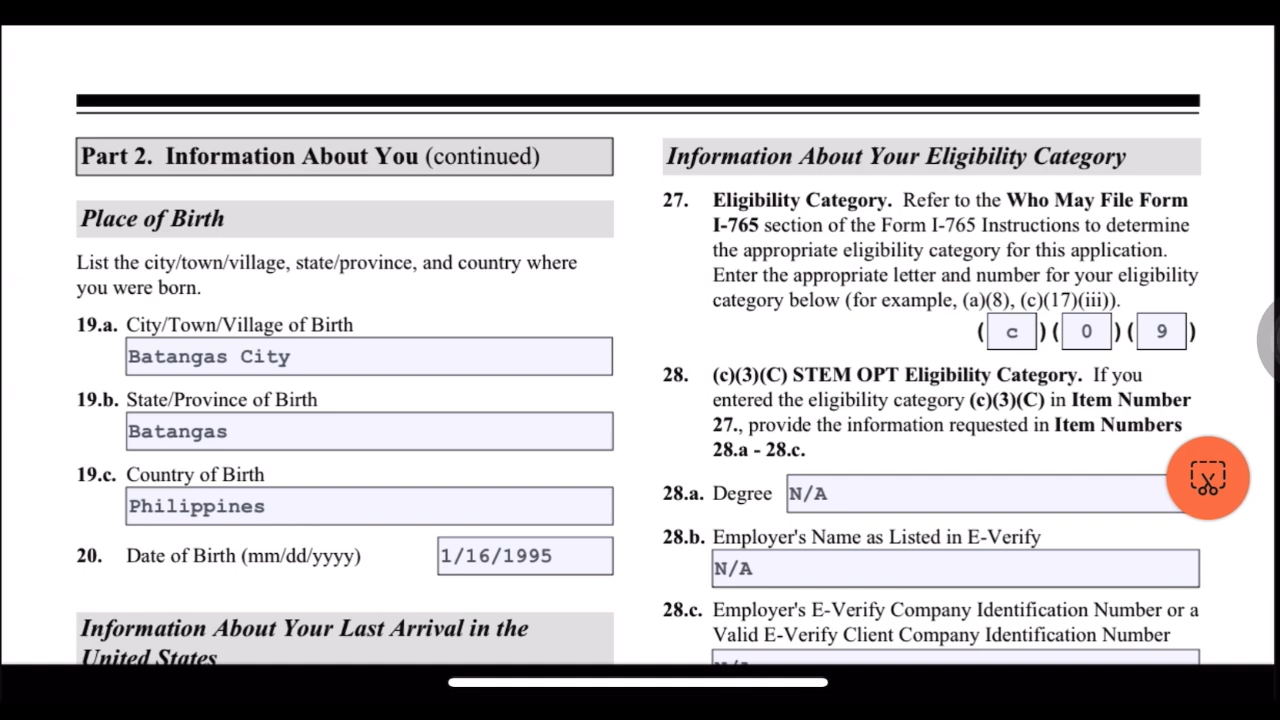 Part 2. Information About You (continued)
Place of Birth
List the city/town/village, state/province, and country where
you were born.
19.a. City/Town/Village of Birth
Batangas City
19.b. State/Province of Birth
Batangas
19.c. Country of Birth
Philippines
20. Date of Birth (mm/dd/yyyy) 1/16/1995
Information About Your Last Arrival in the
United States
Information About Your Eligibility Category
27. Eligibility Category. Refer to the Who May File Form
I-765 section of the Form I-765 Instructions to determine
the appropriate eligibility category for this application.
Enter the appropriate letter and number for your eligibility
category below (for example, (a)(8), (c)(17)(iii)).
( c ) ( 0 ) ( 9 )
28. (c)(3)(C) STEM OPT Eligibility Category. If you
entered the eligibility category (c)(3)(C) in Item Number
27., provide the information requested in Item Numbers
28.a - 28.c.
28.a. Degree N/A
28.b. Employer's Name as Listed in E-Verify
N/A
28.c. Employer's E-Verify Company Identification Number or a
Valid E-Verify Client Company Identification Number